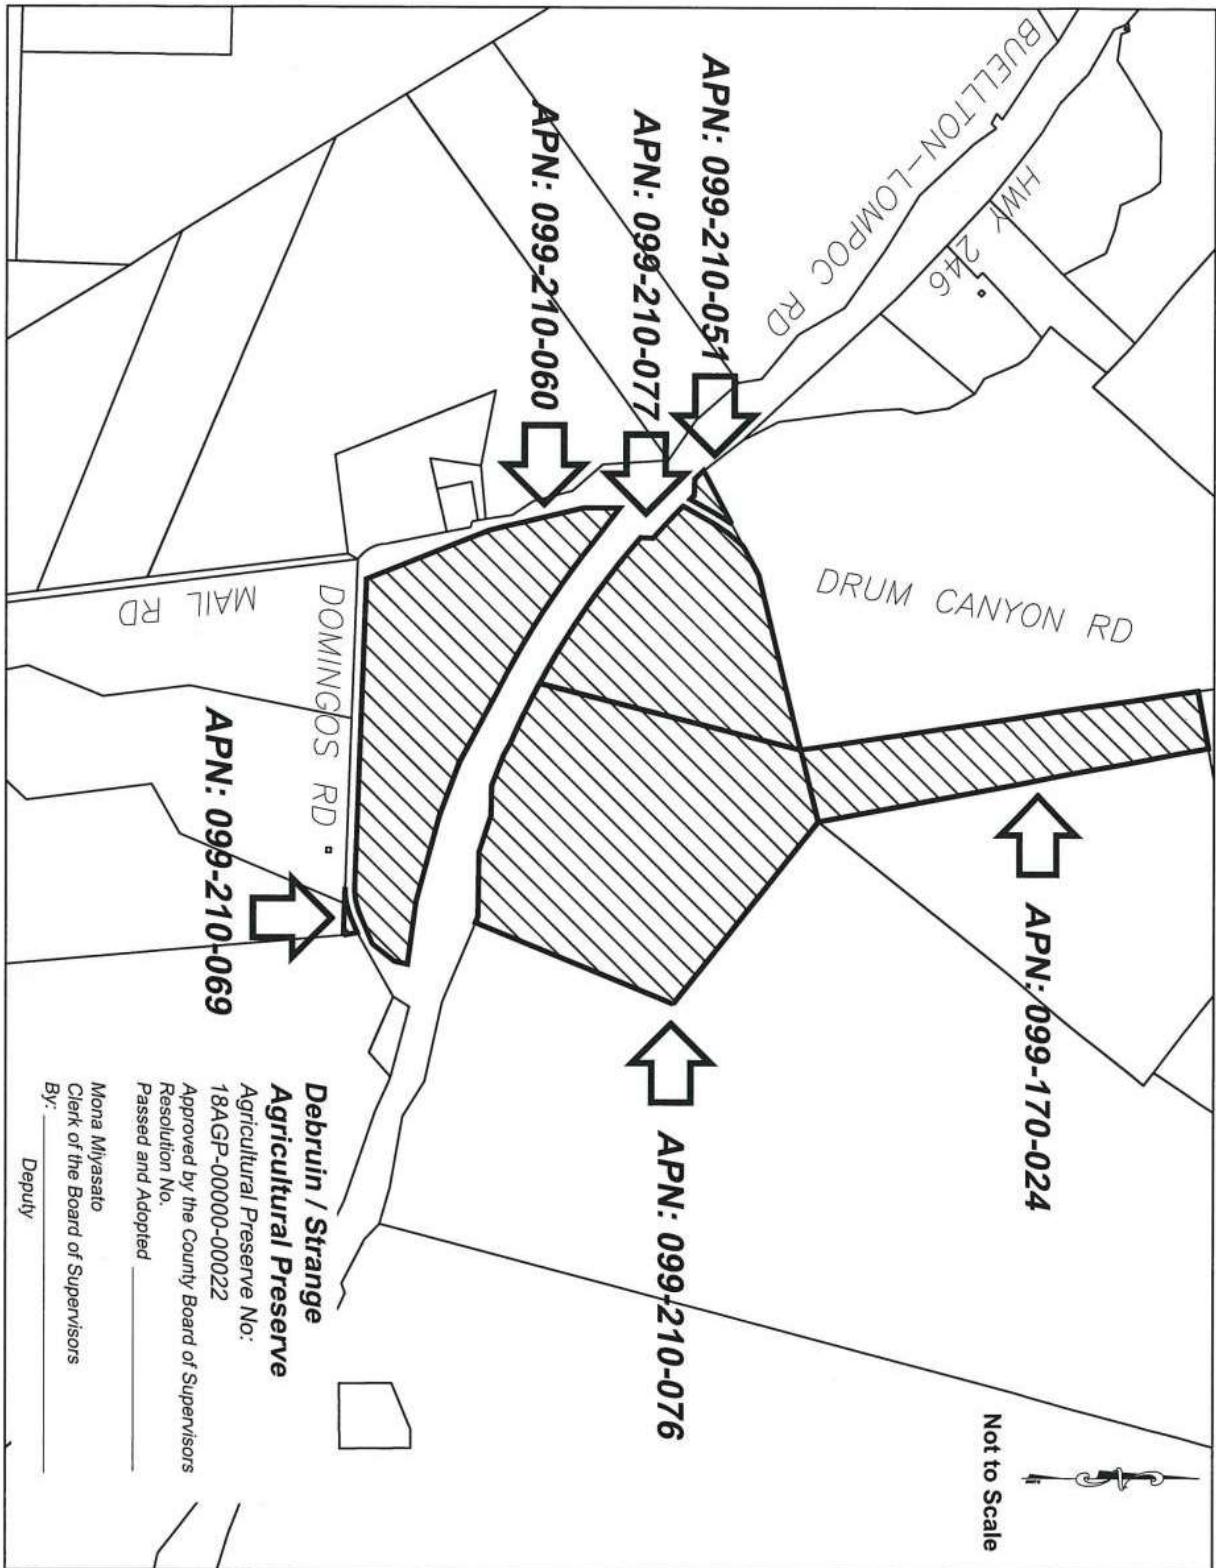 BUELLTON-LOMPOC RD
HWY 246
DRUM CANYON RD
DOMINGOS RD
MAIL RD
APN: 099-210-051
APN: 099-210-077
APN: 099-210-060
APN: 099-210-069
APN: 099-170-024
APN: 099-210-076
Not to Scale
Debruin / Strange
Agricultural Preserve
Agricultural Preserve No:
18AGP-00000-00022
Approved by the County Board of Supervisors
Resolution No.
Passed and Adopted
Mona Miyasato
Clerk of the Board of Supervisors
By:
Deputy